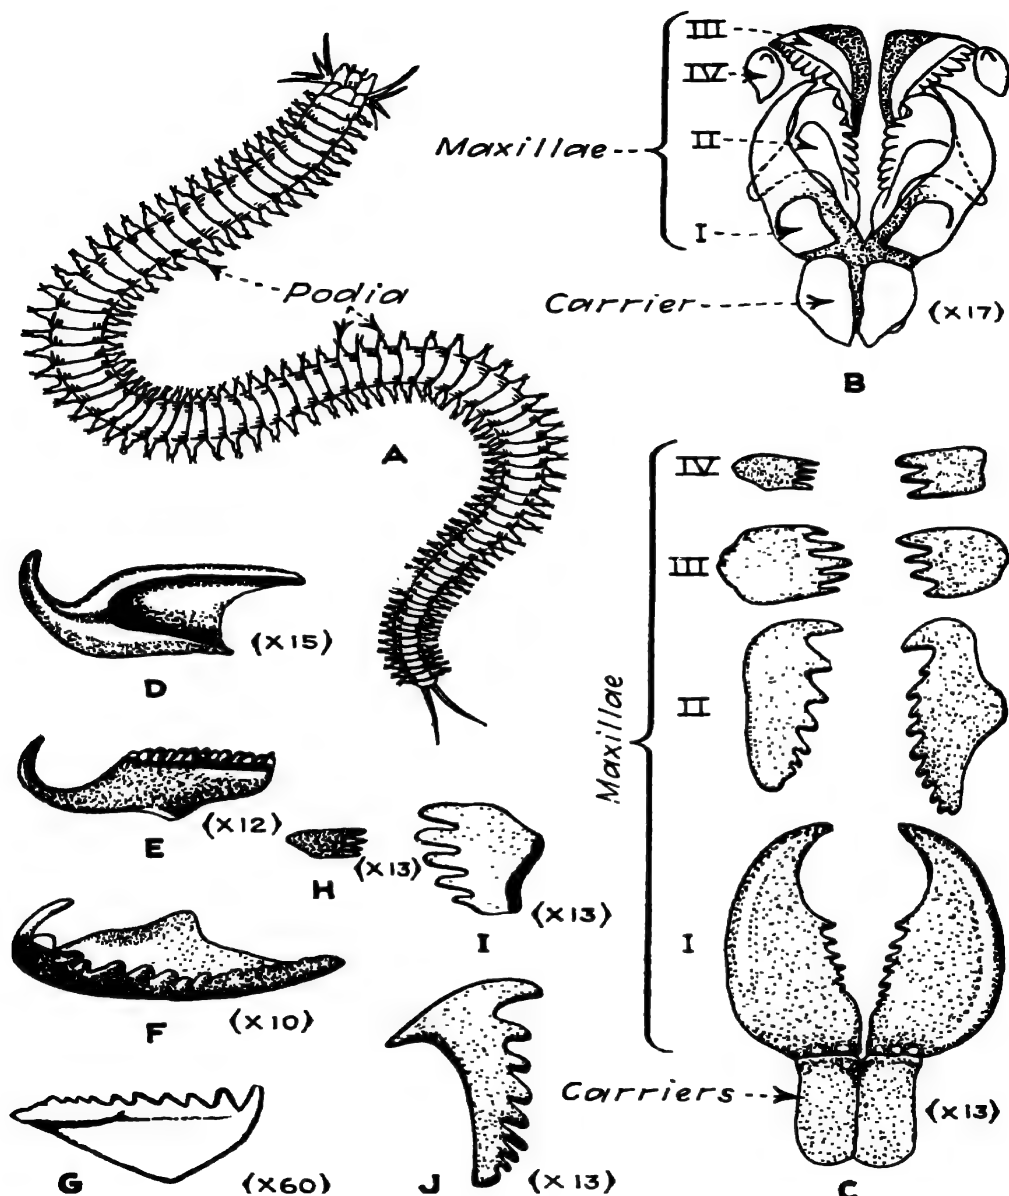 III
IV
Maxillae
II
I
Podia
Carrier
(X17)
B
A
IV
III
(X15)
D
II
Maxillae
(X12)
E
(X13)
H
(X13)
I
I
(X10)
F
Carriers
(X13)
(X60)
G
J
(X13)
C